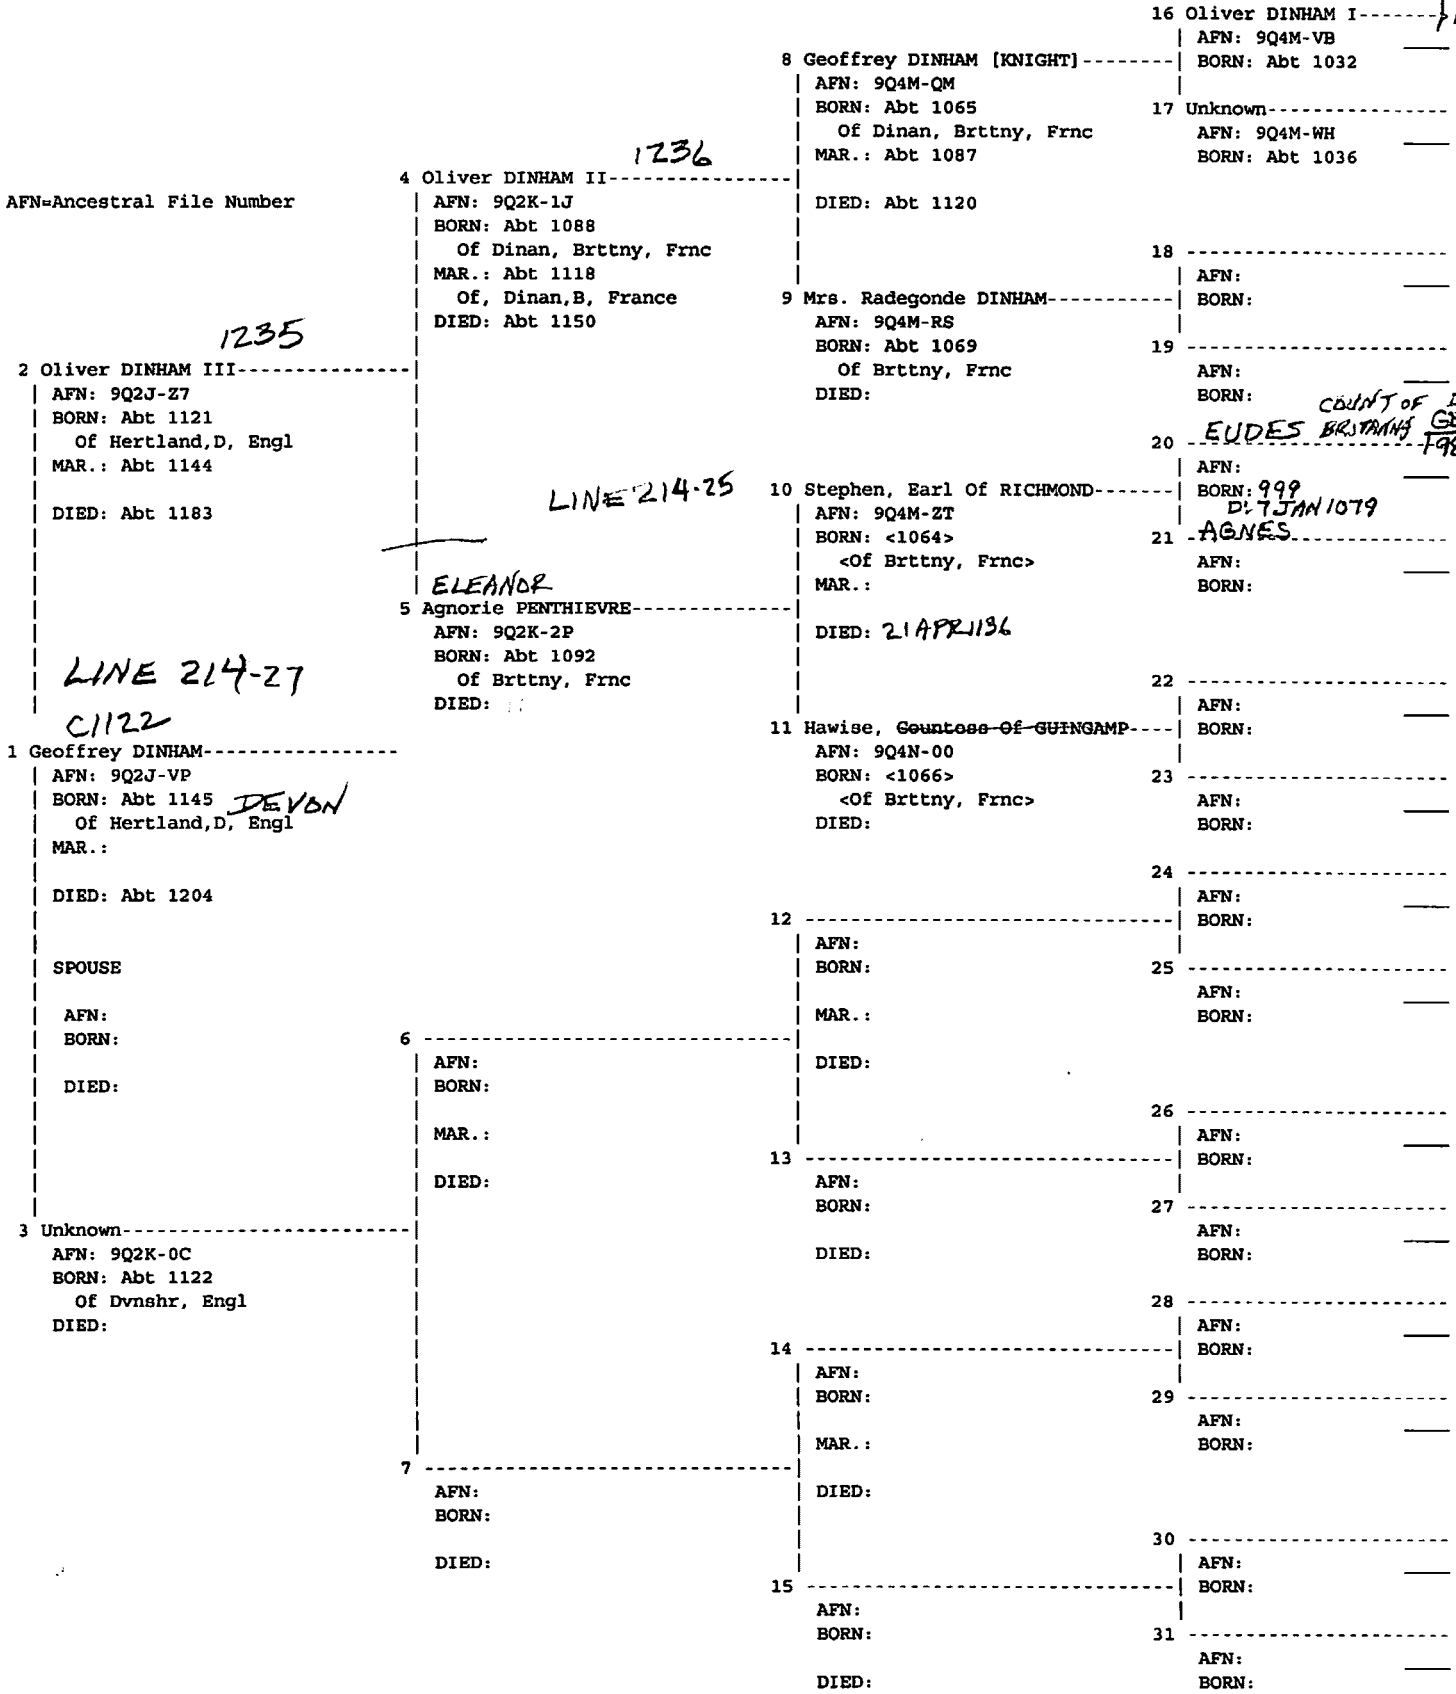 16 Oliver DINHAM I
AFN: 9Q4M-VB
8 Geoffrey DINHAM [KNIGHT]
BORN: Abt 1032
AFN: 9Q4M-QM
BORN: Abt 1065
17 Unknown
Of Dinan, Brttny, Frnc
AFN: 9Q4M-WH
1236
MAR.: Abt 1087
BORN: Abt 1036
4 Oliver DINHAM II
AFN=Ancestral File Number
AFN: 9Q2K-1J
DIED: Abt 1120
BORN: Abt 1088
Of Dinan, Brttny, Frnc
18
MAR.: Abt 1118
AFN:
Of, Dinan,B, France
9 Mrs. Radegonde DINHAM
BORN:
DIED: Abt 1150
AFN: 9Q4M-RS
1235
BORN: Abt 1069
19
2 Oliver DINHAM III
Of Brttny, Frnc
AFN:
AFN: 9Q2J-Z7
DIED:
BORN:
BORN: Abt 1121
COUNT OF
Of Hertland,D, Engl
20 EUDES BRITANNY
MAR.: Abt 1144
AFN:
LINE 214-25
10 Stephen, Earl Of RICHMOND
BORN: 999
DIED: Abt 1183
AFN: 9Q4M-ZT
D: 7 JAN 1079
BORN: <1064>
21 AGNES
<Of Brttny, Frnc>
AFN:
ELEANOR
MAR.:
BORN:
5 Agnorie PENTHIEVRE
AFN: 9Q2K-2P
DIED: 21 APR 1136
BORN: Abt 1092
LINE 214-27
Of Brttny, Frnc
22
DIED:
AFN:
C1122
11 Hawise, Countess Of GUINGAMP
BORN:
1 Geoffrey DINHAM
AFN: 9Q4N-00
AFN: 9Q2J-VP
BORN: <1066>
23
BORN: Abt 1145 DEVON
<Of Brttny, Frnc>
AFN:
Of Hertland,D, Engl
DIED:
BORN:
MAR.:
24
DIED: Abt 1204
AFN:
12
BORN:
AFN:
SPOUSE
BORN:
25
AFN:
AFN:
MAR.:
BORN:
BORN:
6
AFN:
DIED:
DIED:
BORN:
26
MAR.:
AFN:
13
BORN:
DIED:
AFN:
BORN:
27
3 Unknown
AFN:
AFN: 9Q2K-0C
DIED:
BORN:
BORN: Abt 1122
Of Dvnshr, Engl
28
DIED:
AFN:
14
BORN:
AFN:
BORN:
29
AFN:
MAR.:
BORN:
7
AFN:
DIED:
BORN:
30
DIED:
AFN:
15
BORN:
AFN:
BORN:
31
AFN:
DIED:
BORN: